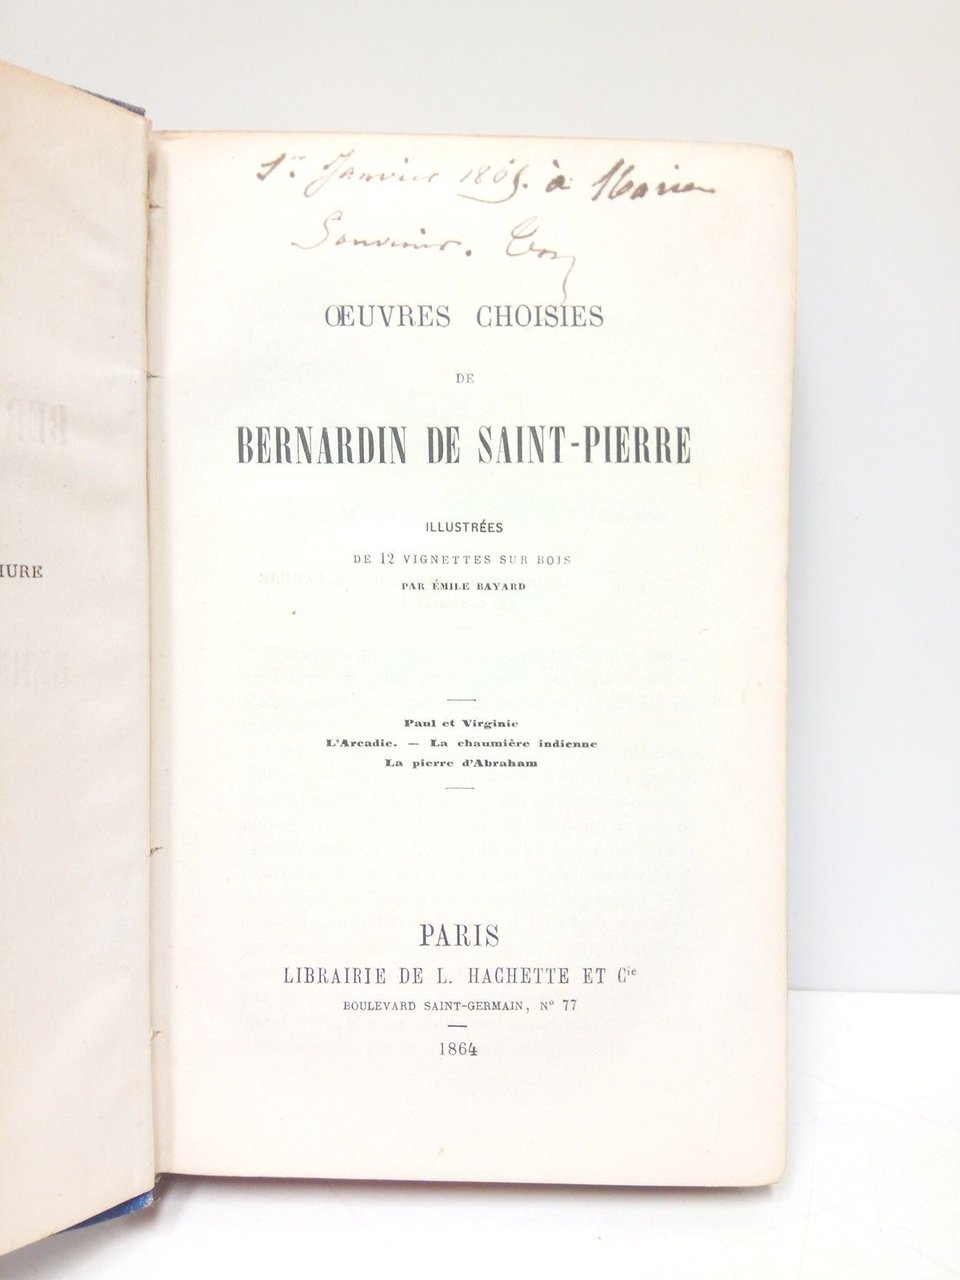 1er Janvier 186. à Marie
Souvenir.
ŒUVRES CHOISIES
DE
BERNARDIN DE SAINT-PIERRE
ILLUSTRÉES
DE 12 VIGNETTES SUR BOIS
PAR ÉMILE BAYARD
Paul et Virginie
L'Arcadie. — La chaumière indienne
La pierre d'Abraham
PARIS
LIBRAIRIE DE L. HACHETTE ET Cie
BOULEVARD SAINT-GERMAIN, N° 77
1864